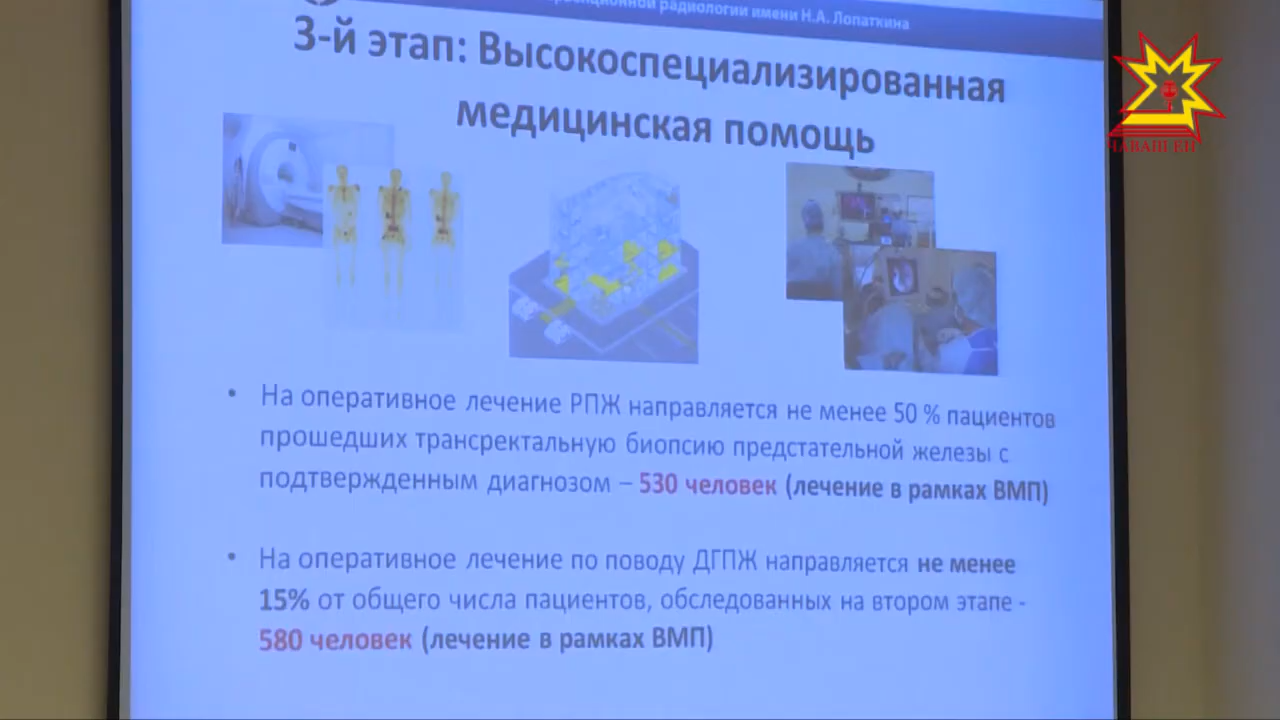 радиологии имени Н.А. Лопаткина
3-й этап: Высокоспециализированная
медицинская помощь
ЧӐВАШ ЕН
• На оперативное лечение РПЖ направляется не менее 50 % пациентов
прошедших трансректальную биопсию предстательной железы с
подтвержденным диагнозом – 530 человек (лечение в рамках ВМП)
• На оперативное лечение по поводу ДГПЖ направляется не менее
15% от общего числа пациентов, обследованных на втором этапе -
580 человек (лечение в рамках ВМП)